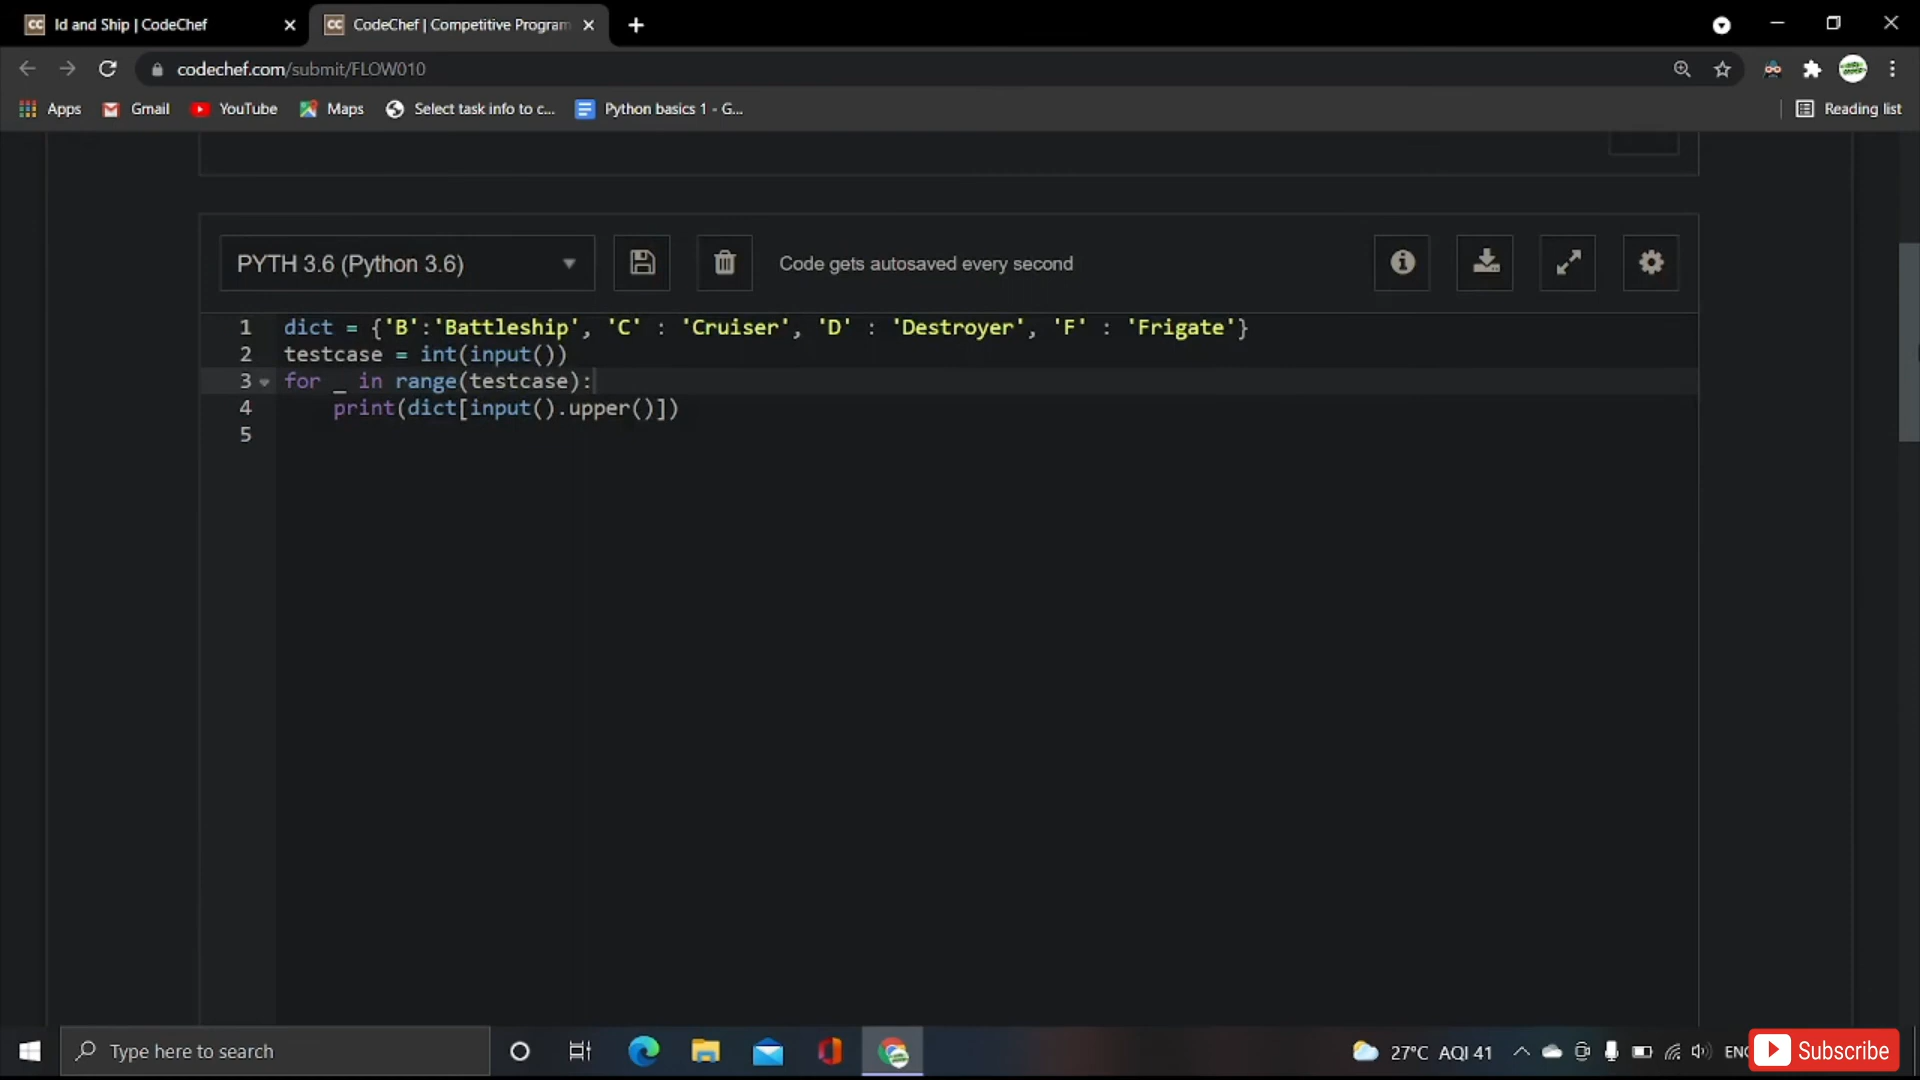 Id and Ship | CodeChef
CodeChef | Competitive Program
codechef.com/submit/FLOW010
Apps
Gmail
YouTube
Maps
Select task info to c...
Python basics 1 - G...
Reading list
PYTH 3.6 (Python 3.6)
Code gets autosaved every second
1 dict = {'B':'Battleship', 'C' : 'Cruiser', 'D' : 'Destroyer', 'F' : 'Frigate'}
2 testcase = int(input())
3 for _ in range(testcase):
4     print(dict[input().upper()])
5
Type here to search
27°C AQI 41
ENG
Subscribe